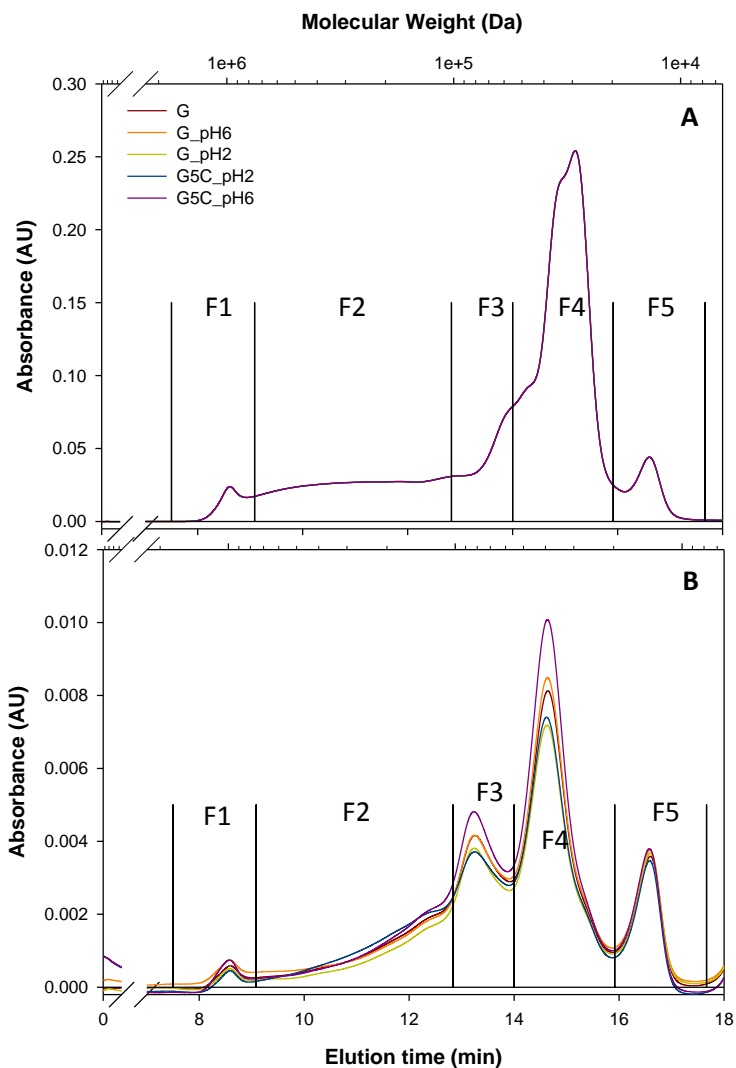 Molecular Weight (Da)
1e+6 1e+5 1e+4
0.30
A
G
G_pH6
G_pH2
G5C_pH2
G5C_pH6
0.25
0.20
0.15
F1 F2 F3 F4 F5
0.10
0.05
0.00
Absorbance (AU)
0.012
B
0.010
0.008
0.006
F1 F2 F3 F4 F5
0.004
0.002
0.000
Absorbance (AU)
0 8 10 12 14 16 18
Elution time (min)